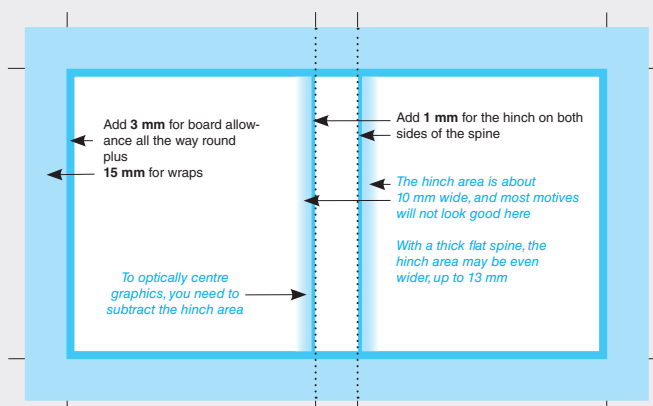 Add 3 mm for board allow-
ance all the way round
plus
15 mm for wraps
To optically centre
graphics, you need to
subtract the hinch area
Add 1 mm for the hinch on both
sides of the spine
The hinch area is about
10 mm wide, and most motives
will not look good here
With a thick flat spine, the
hinch area may be even
wider, up to 13 mm